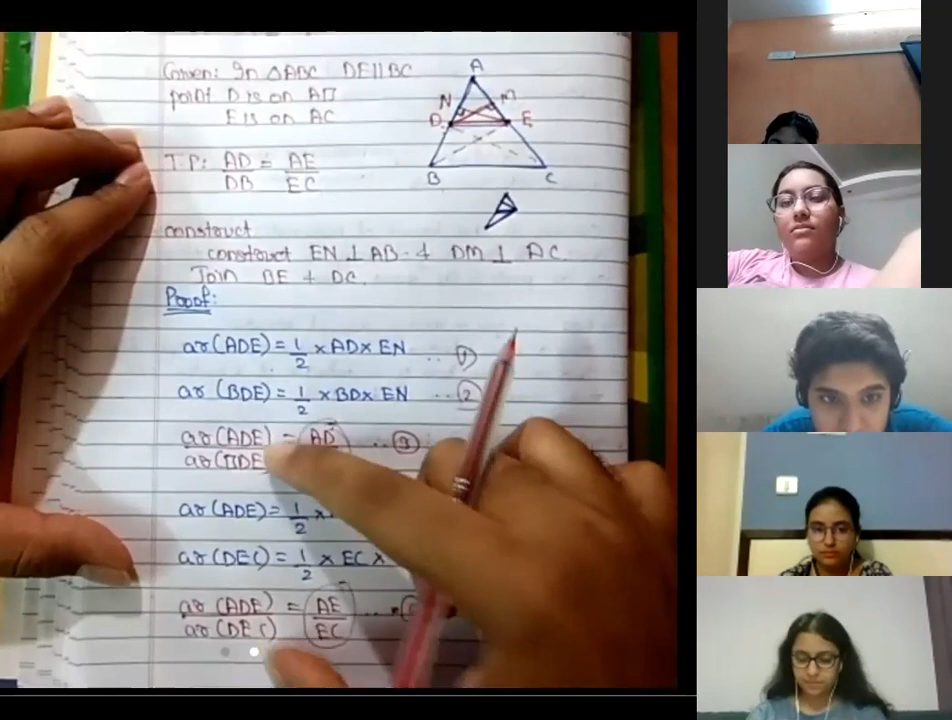 Given: In △ABC DE||BC
point D is on AB
E is on AC
T.P: AD/DB = AE/EC
A
N
M
D
E
B
C
construct
construct EN ⊥ AB & DM ⊥ AC.
Join BE & DC.
Proof:
ar(ADE) = 1/2 × AD × EN ... ①
ar(BDE) = 1/2 × BD × EN ... ②
ar(ADE)/ar(BDE = AD ... ③
ar(ADE) = 1/2 ×
ar(DEC) = 1/2 × EC ×
ar(ADE)/ar(DEC) = AE/EC